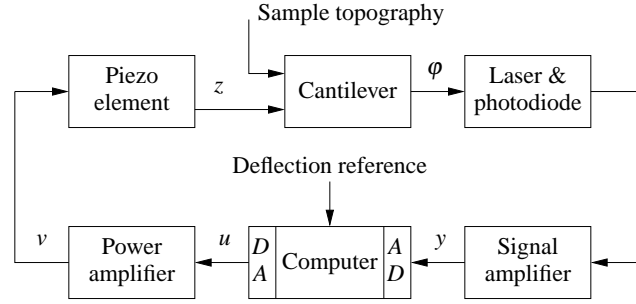 Sample topography
Piezo
element
z
Cantilever
φ
Laser &
photodiode
Deflection reference
v
Power
amplifier
u
D
A
Computer
A
D
y
Signal
amplifier